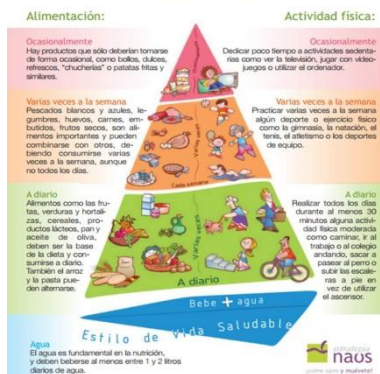 Alimentación:
Actividad física:
Ocasionalmente
Hay productos que sólo deberían tomarse
de forma ocasional, como bollos, dulces,
refrescos, "chucherías" o patatas fritas y
similares.
Ocasionalmente
Dedicar poco tiempo a actividades sedenta-
rias como ver la televisión, jugar con video-
juegos o utilizar el ordenador.
Varias veces a la semana
Pescados blancos y azules, le-
gumbres, huevos, carnes, em-
butidos, frutos secos, son ali-
mentos importantes y pueden
combinarse con otros, de-
biendo consumirse varias
veces a la semana, aunque
no todos los días.
Varias veces a la semana
Practicar varias veces a la semana
algún deporte o ejercicio físico
como la gimnasia, la natación, el
tenis, el atletismo o los deportes
de equipo.
Cada semana
A diario
Alimentos como las fru-
tas, verduras y hortali-
zas, cereales, pro-
ductos lácteos, pan y
aceite de oliva,
deben ser la base
de la dieta y con-
sumirse a diario.
También el arroz
y la pasta pue-
den alternarse.
A diario
Realizar todos los días
durante al menos 30
minutos alguna acti-
vidad física moderada
como caminar, ir al
trabajo o al colegio
andando, sacar a
pasear al perro o
subir las escale-
ras a pie en
vez de utilizar
el ascensor.
A diario
Bebe + agua
Estilo de Vida Saludable
Agua
El agua es fundamental en la nutrición,
y deben beberse al menos entre 1 y 2 litros
diarios de agua.
estrategia
naos
¡come sano y muévete!